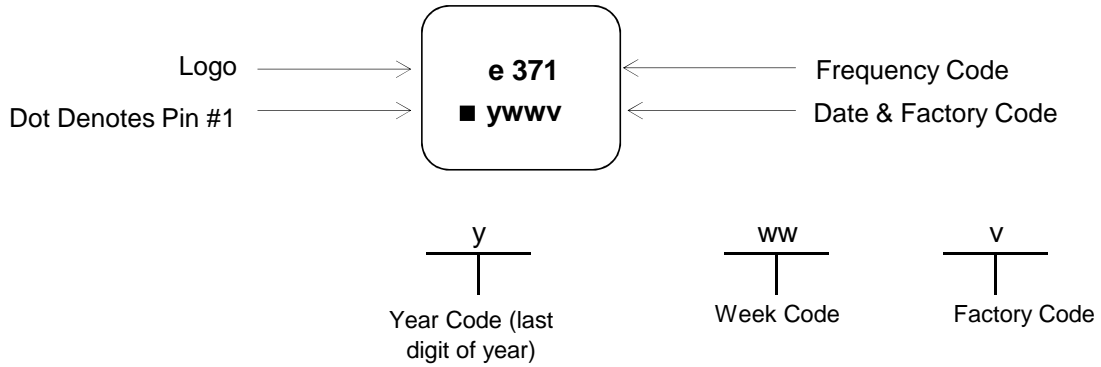 Logo
Dot Denotes Pin #1
e 371
■ ywwv
Frequency Code
Date & Factory Code
y
Year Code (last
digit of year)
ww
Week Code
v
Factory Code